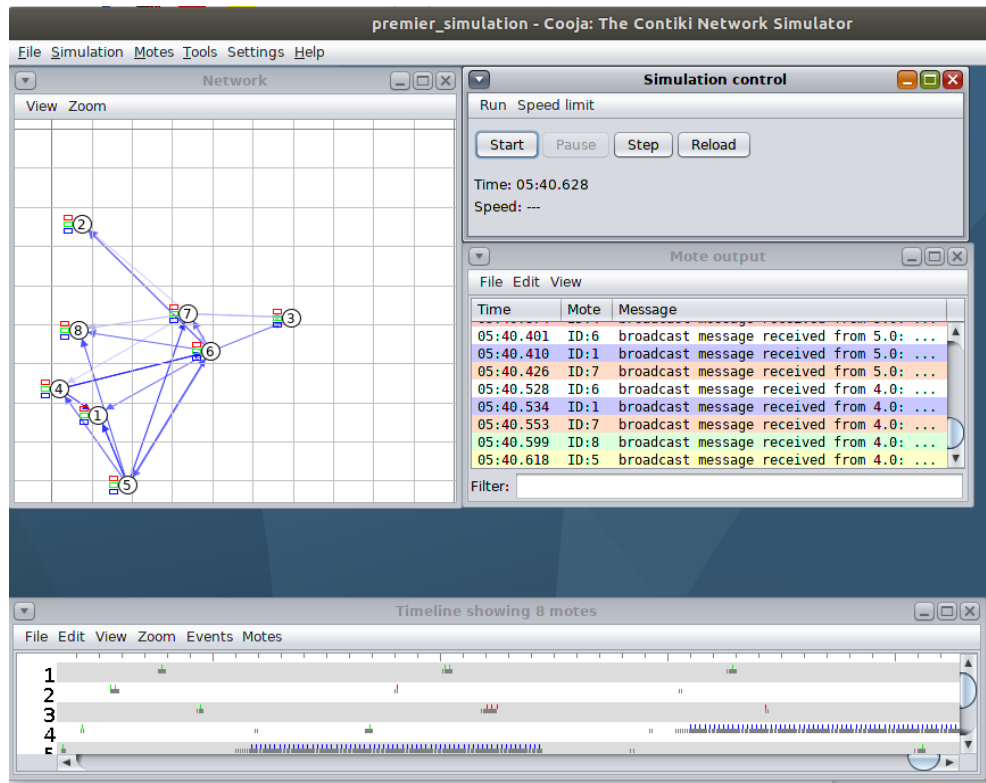 premier_simulation - Cooja: The Contiki Network Simulator
File Simulation Motes Tools Settings Help
Network
View Zoom
2
7
3
8
6
4
1
5
Simulation control
Run Speed limit
Start Pause Step Reload
Time: 05:40.628
Speed: ---
Mote output
File Edit View
Time Mote Message
05:40.401 ID:6 broadcast message received from 5.0: ...
05:40.410 ID:1 broadcast message received from 5.0: ...
05:40.426 ID:7 broadcast message received from 5.0: ...
05:40.528 ID:6 broadcast message received from 4.0: ...
05:40.534 ID:1 broadcast message received from 4.0: ...
05:40.553 ID:7 broadcast message received from 4.0: ...
05:40.599 ID:8 broadcast message received from 4.0: ...
05:40.618 ID:5 broadcast message received from 4.0: ...
Filter:
Timeline showing 8 motes
File Edit View Zoom Events Motes
1
2
3
4
5